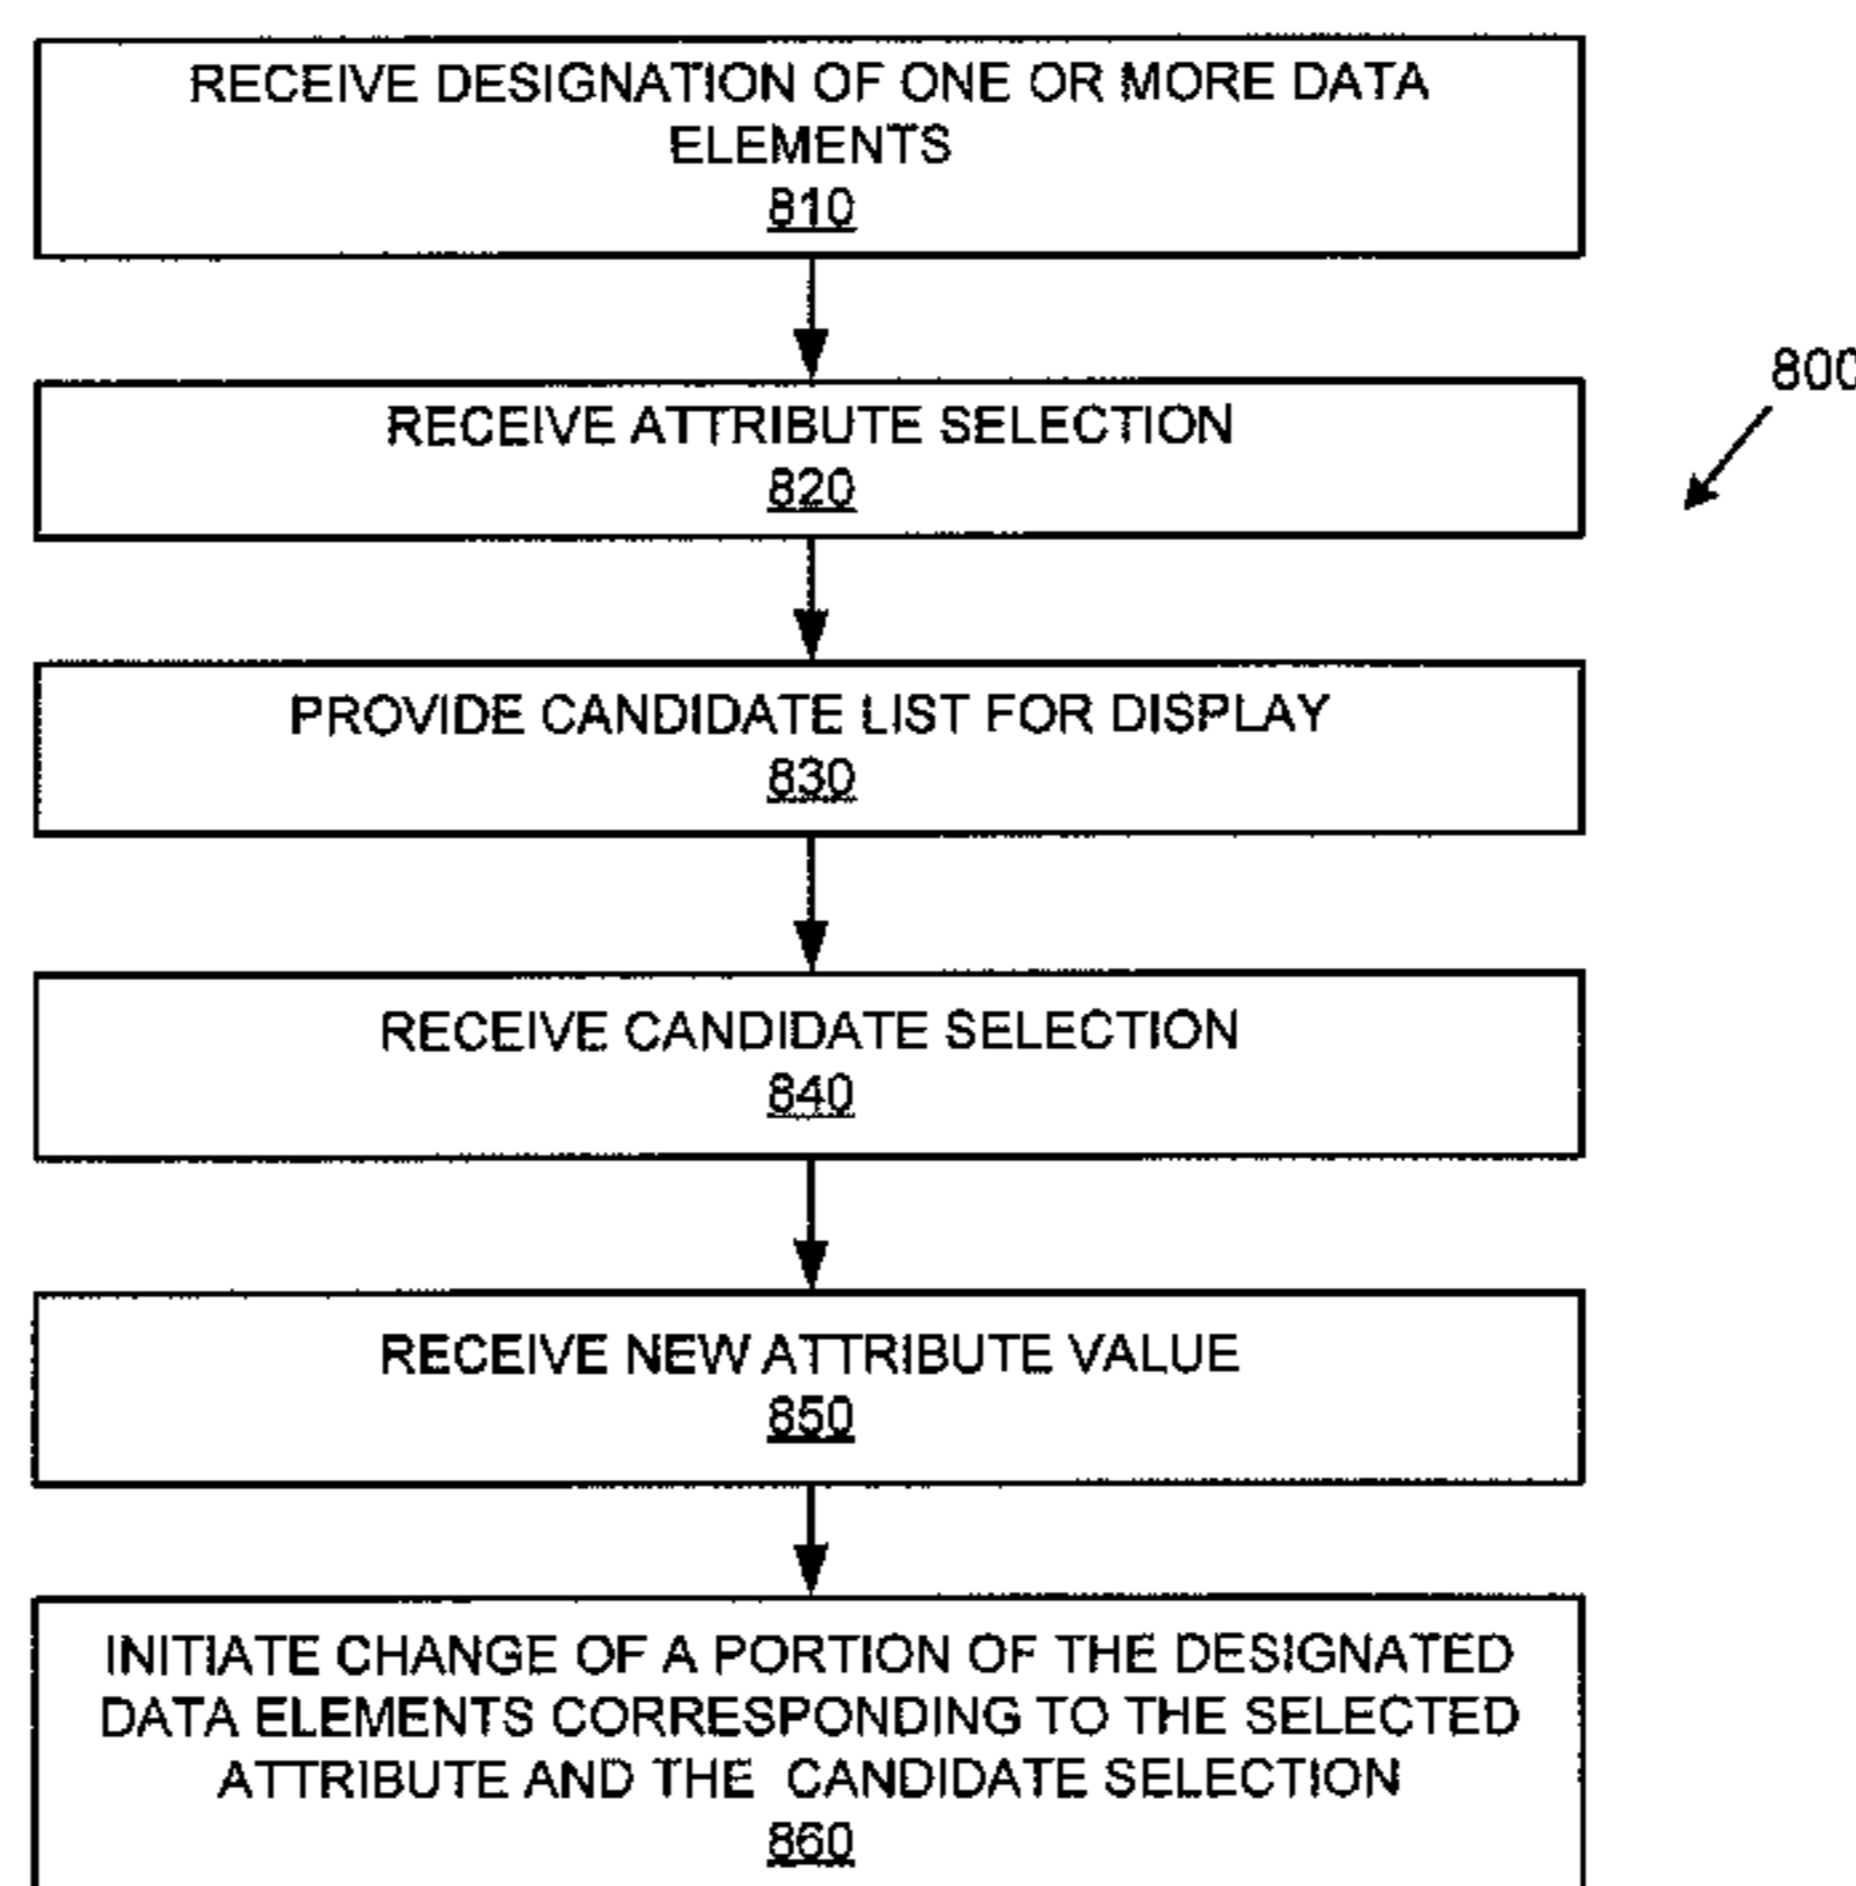 RECEIVE DESIGNATION OF ONE OR MORE DATA
ELEMENTS
810
800
RECEIVE ATTRIBUTE SELECTION
820
PROVIDE CANDIDATE LIST FOR DISPLAY
830
RECEIVE CANDIDATE SELECTION
840
RECEIVE NEW ATTRIBUTE VALUE
850
INITIATE CHANGE OF A PORTION OF THE DESIGNATED
DATA ELEMENTS CORRESPONDING TO THE SELECTED
ATTRIBUTE AND THE CANDIDATE SELECTION
860